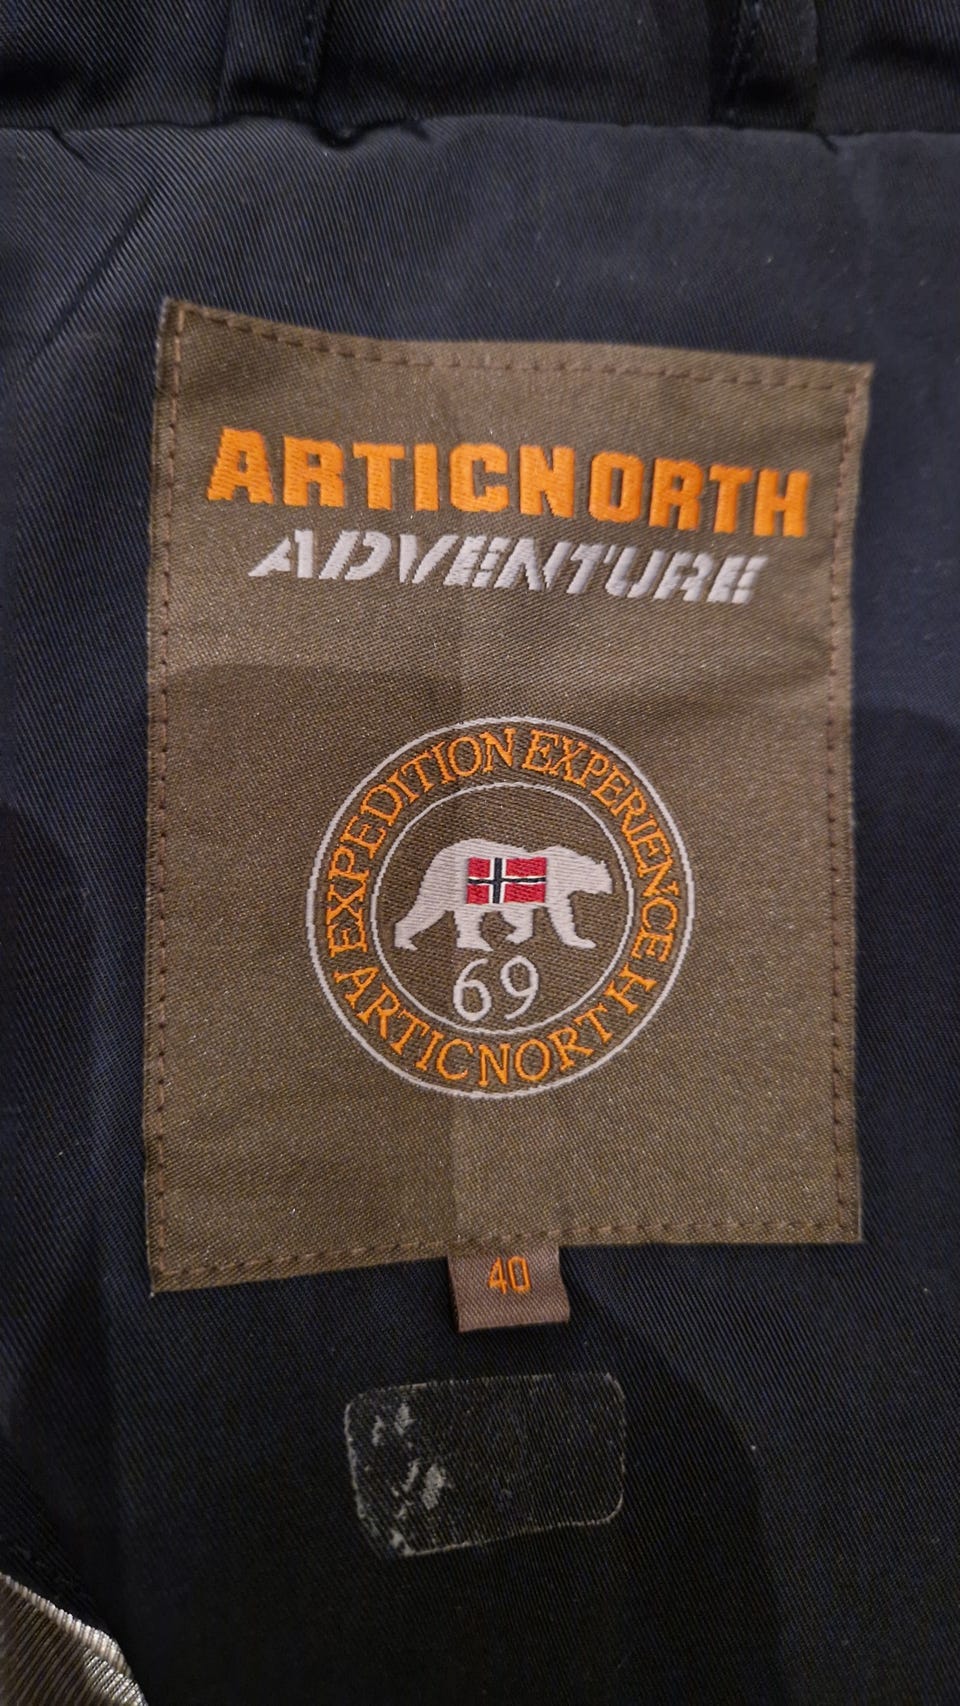 ARTICNORTH
ADVENTURE
EXPEDITION EXPERIENCE
69
ARTICNORTH
40